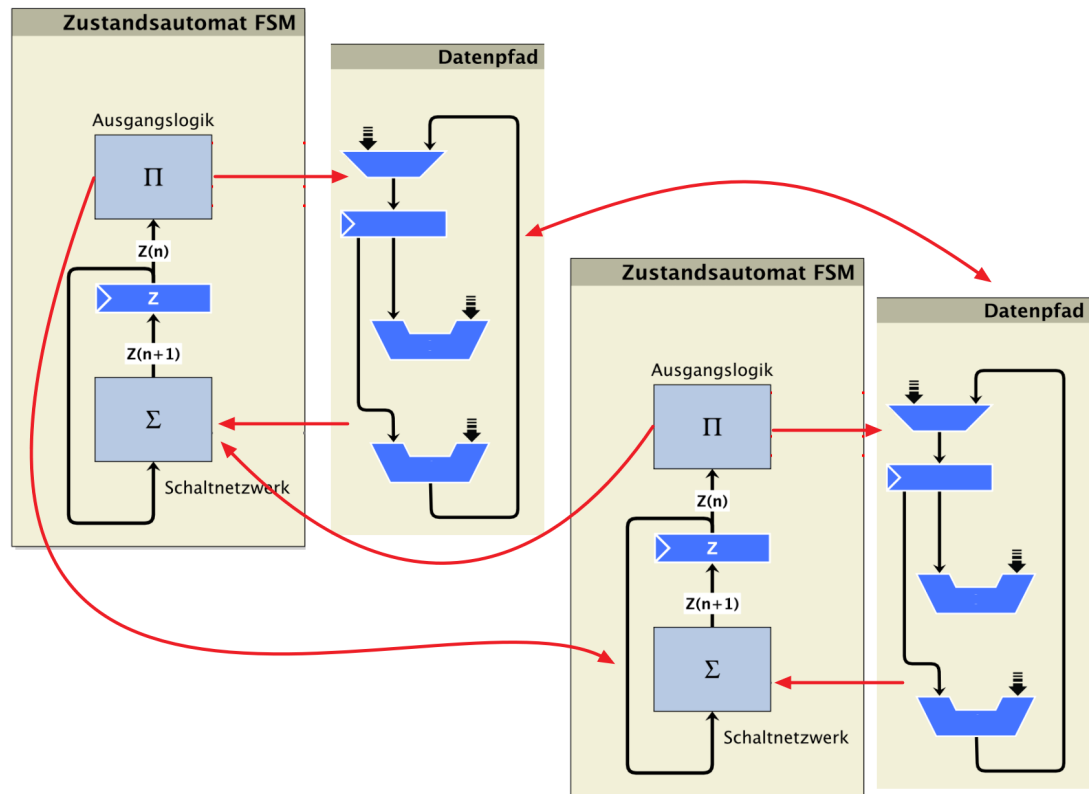 Zustandsautomat FSM
Datenpfad
Ausgangslogik
Π
Z(n)
Z
Z(n+1)
Σ
Schaltnetzwerk
Zustandsautomat FSM
Datenpfad
Ausgangslogik
Π
Z(n)
Z
Z(n+1)
Σ
Schaltnetzwerk